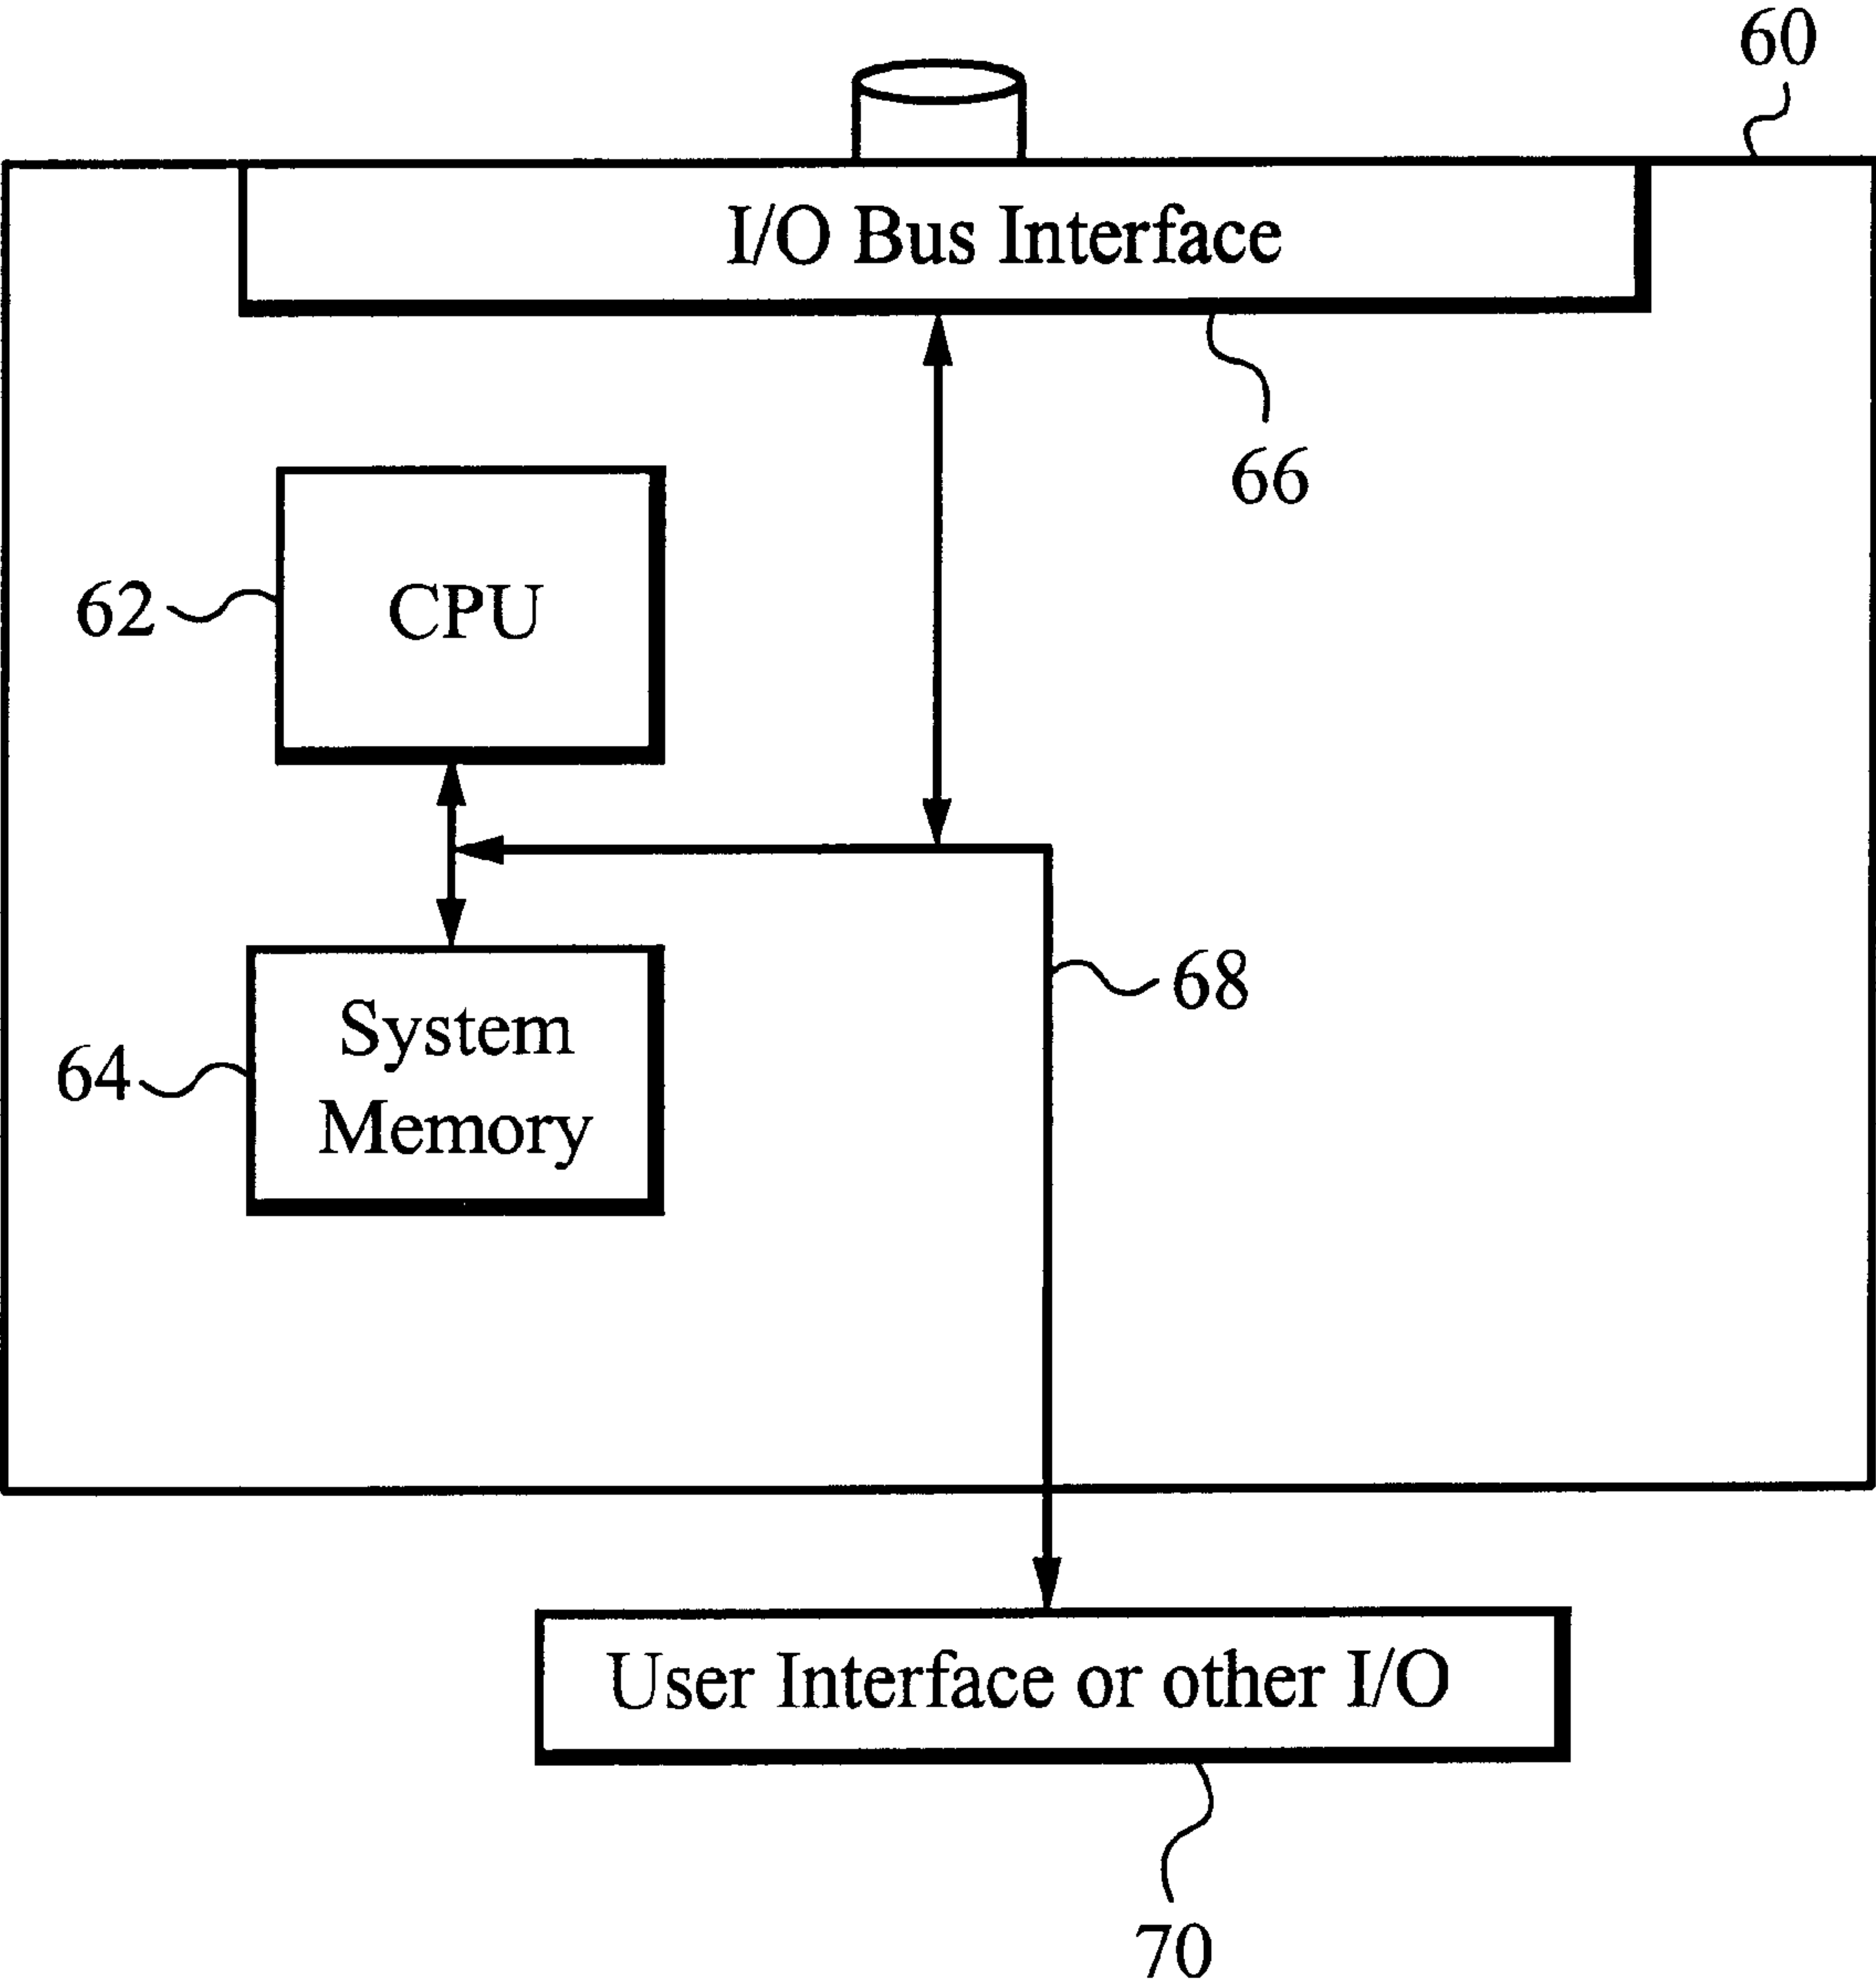 60
I/O Bus Interface
66
62
CPU
68
64
System
Memory
User Interface or other I/O
70